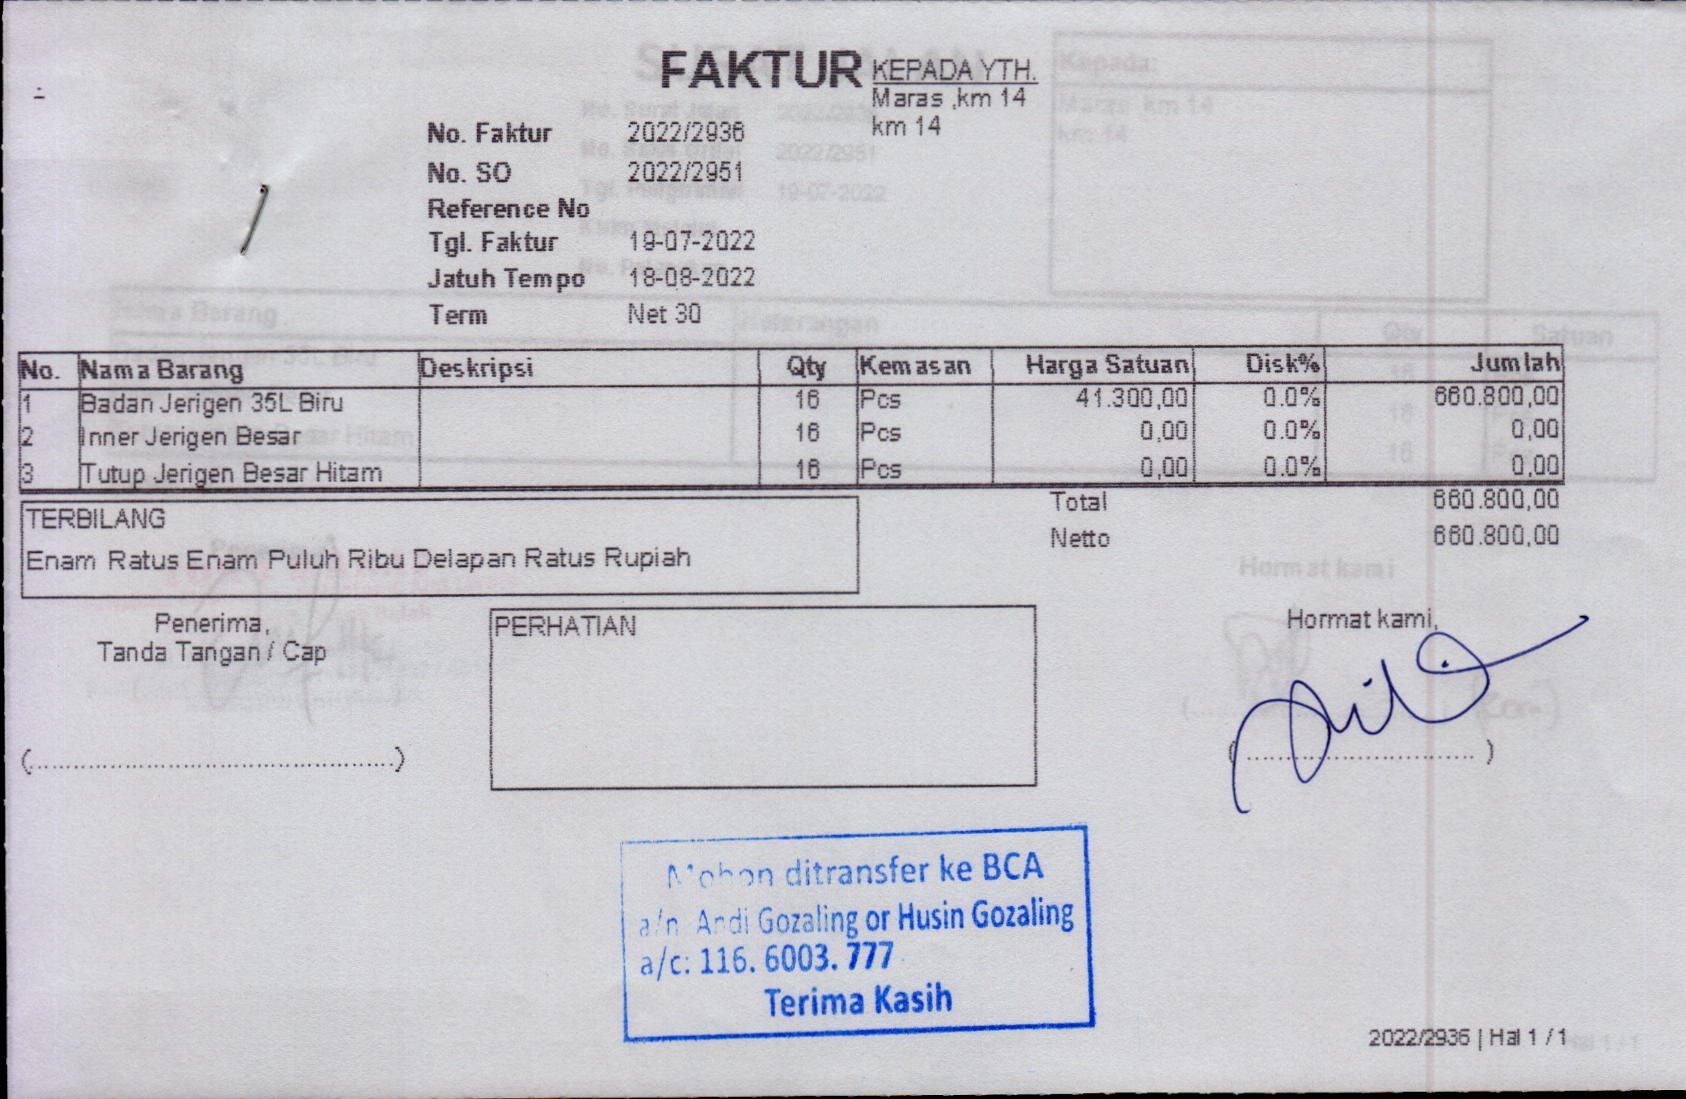 FAKTUR
KEPADA YTH.
Maras ,km 14
km 14
No. Faktur 2022/2936
No. SO 2022/2951
Reference No
Tgl. Faktur 19-07-2022
Jatuh Tempo 18-08-2022
Term Net 30
No. Nama Barang Deskripsi Qty Kemasan Harga Satuan Disk% Jumlah
1 Badan Jerigen 35L Biru 16 Pcs 41.300,00 0.0% 660.800,00
2 Inner Jerigen Besar 16 Pcs 0,00 0.0% 0,00
3 Tutup Jerigen Besar Hitam 16 Pcs 0,00 0.0% 0,00
Total 660.800,00
Netto 660.800,00
TERBILANG
Enam Ratus Enam Puluh Ribu Delapan Ratus Rupiah
Penerima,
Tanda Tangan / Cap
(................................................)
PERHATIAN
Hormat kami,
(..............................)
Mohon ditransfer ke BCA
a/n Andi Gozaling or Husin Gozaling
a/c: 116. 6003. 777
Terima Kasih
2022/2936 | Hal 1 / 1